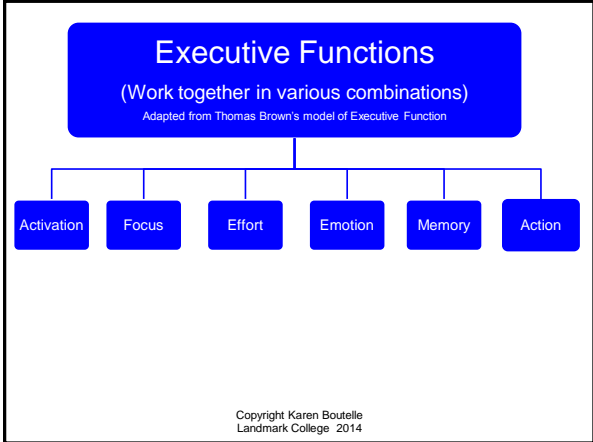 Executive Functions
(Work together in various combinations)
Adapted from Thomas Brown's model of Executive Function
Activation
Focus
Effort
Emotion
Memory
Action
Copyright Karen Boutelle
Landmark College 2014